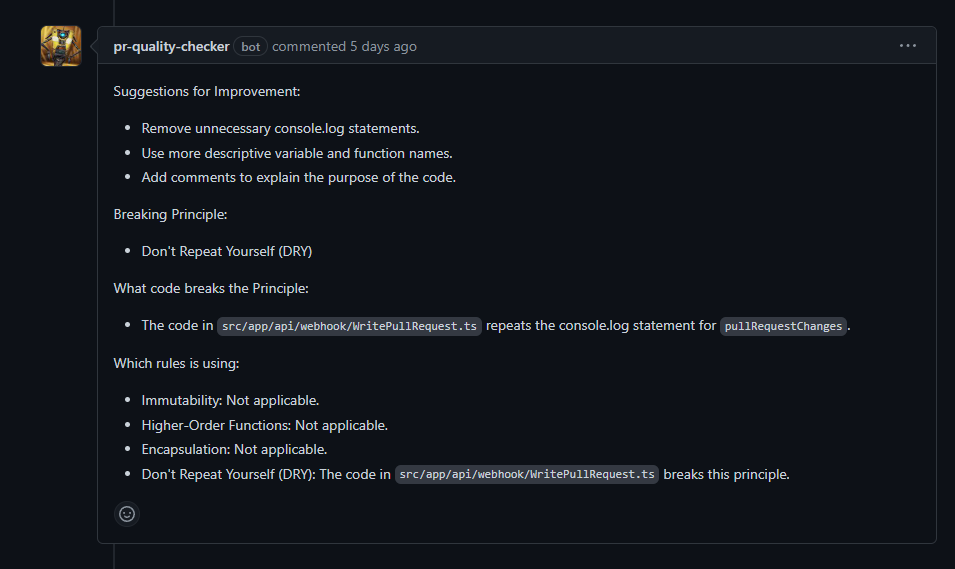 pr-quality-checker bot commented 5 days ago
Suggestions for Improvement:
Remove unnecessary console.log statements.
Use more descriptive variable and function names.
Add comments to explain the purpose of the code.
Breaking Principle:
Don't Repeat Yourself (DRY)
What code breaks the Principle:
The code in src/app/api/webhook/WritePullRequest.ts repeats the console.log statement for pullRequestChanges.
Which rules is using:
Immutability: Not applicable.
Higher-Order Functions: Not applicable.
Encapsulation: Not applicable.
Don't Repeat Yourself (DRY): The code in src/app/api/webhook/WritePullRequest.ts breaks this principle.